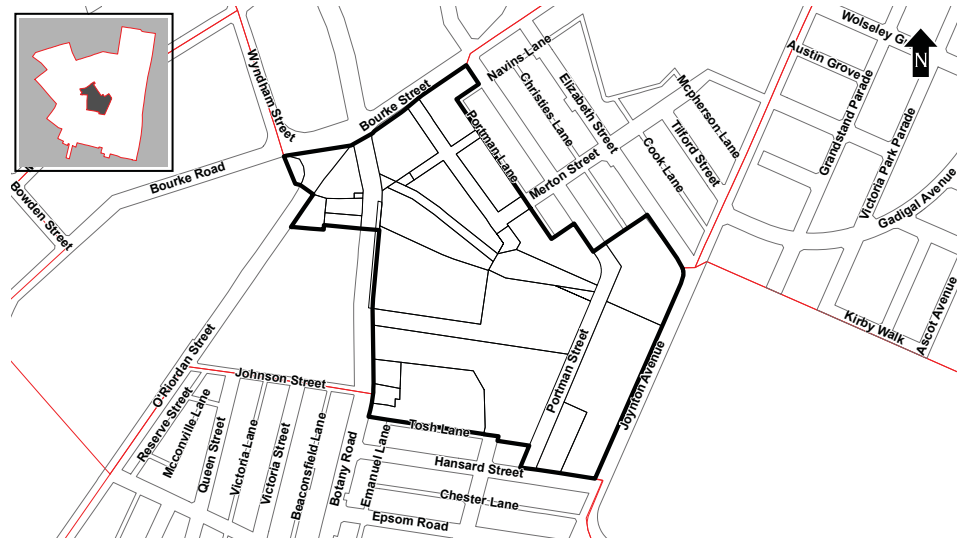 Wolseley G
Austin Grove
N
Grandstand Parade
Victoria Park Parade
Gadigal Avenue
Navins Lane
Christies Lane
Elizabeth Street
Mcpherson Lane
Tilford Street
Cook Lane
Wyndham Street
Bourke Street
Portman Lane
Merton Street
Bourke Road
Bowden Street
Kirby Walk
Ascot Avenue
O'Riordan Street
Johnson Street
Portman Street
Joynton Avenue
Reserve Street
Mcconville Lane
Queen Street
Victoria Lane
Victoria Street
Beaconsfield Lane
Botany Road
Emanuel Lane
Tosh Lane
Hansard Street
Chester Lane
Epsom Road